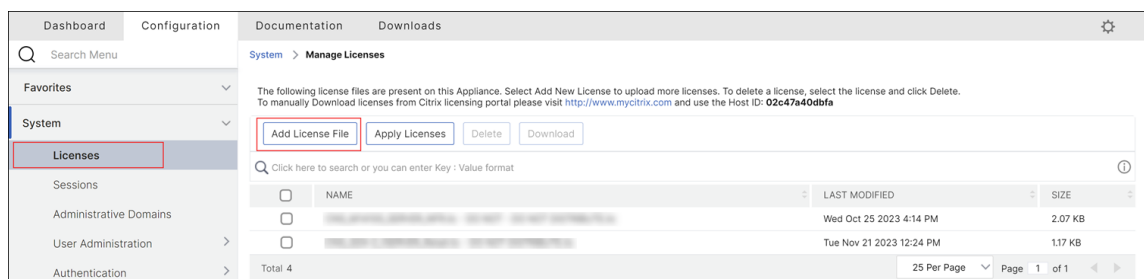 Dashboard Configuration Documentation Downloads
Search Menu
System > Manage Licenses
Favorites
The following license files are present on this Appliance. Select Add New License to upload more licenses. To delete a license, select the license and click Delete.
To manually Download licenses from Citrix licensing portal please visit http://www.mycitrix.com and use the Host ID: 02c47a40dbfa
System
Add License File Apply Licenses Delete Download
Licenses
Click here to search or you can enter Key : Value format
Sessions
NAME LAST MODIFIED SIZE
Administrative Domains
Wed Oct 25 2023 4:14 PM 2.07 KB
User Administration
Tue Nov 21 2023 12:24 PM 1.17 KB
Authentication
Total 4 25 Per Page Page 1 of 1